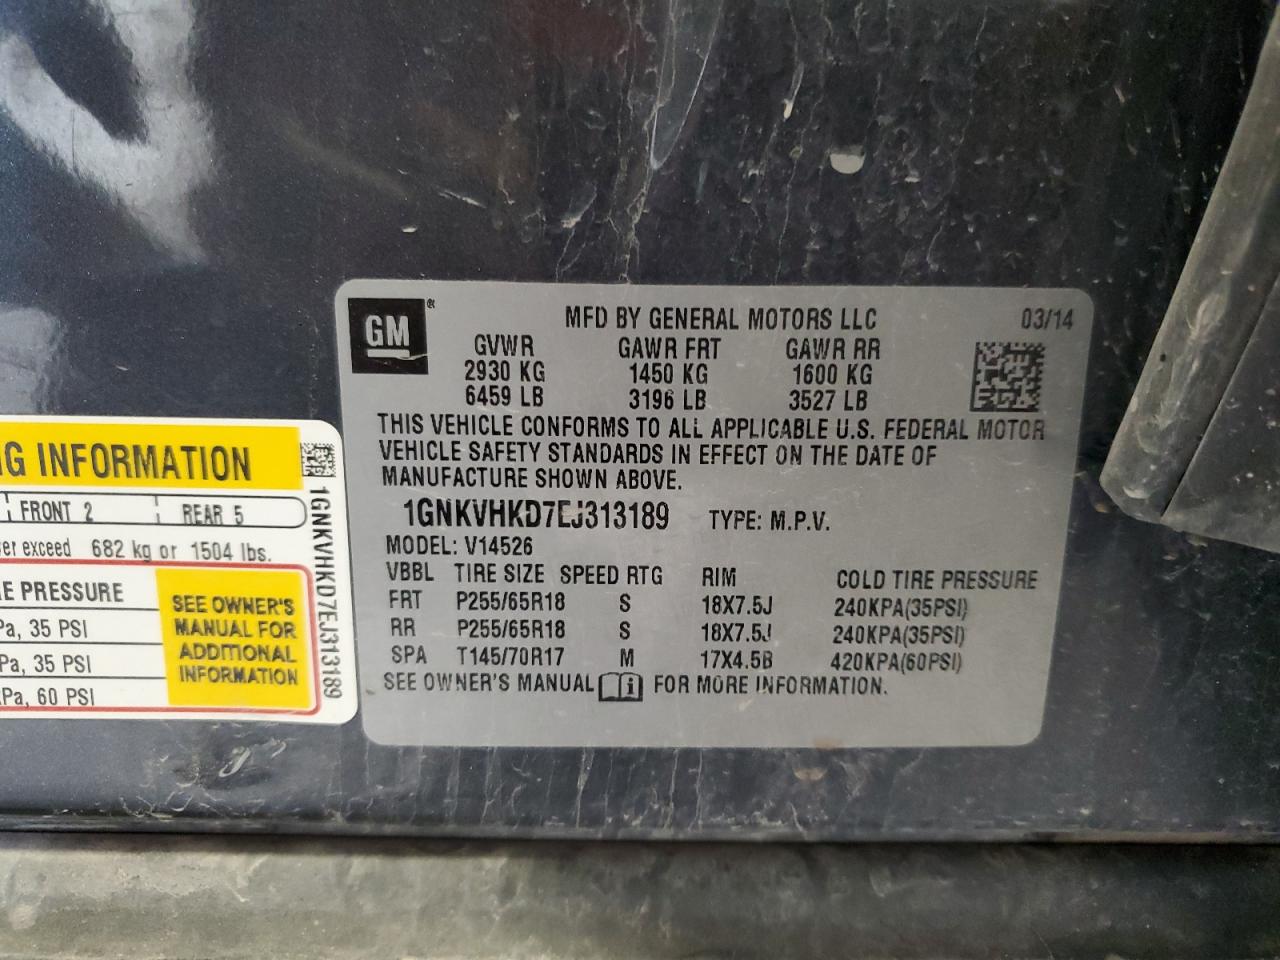 GM®
MFD BY GENERAL MOTORS LLC 03/14
GVWR GAWR FRT GAWR RR
2930 KG 1450 KG 1600 KG
6459 LB 3196 LB 3527 LB
THIS VEHICLE CONFORMS TO ALL APPLICABLE U.S. FEDERAL MOTOR
VEHICLE SAFETY STANDARDS IN EFFECT ON THE DATE OF
MANUFACTURE SHOWN ABOVE.
1GNKVHKD7EJ313189 TYPE: M.P.V.
MODEL: V14526
VBBL TIRE SIZE SPEED RTG RIM COLD TIRE PRESSURE
FRT P255/65R18 S 18X7.5J 240KPA(35PSI)
RR P255/65R18 S 18X7.5J 240KPA(35PSI)
SPA T145/70R17 M 17X4.5B 420KPA(60PSI)
SEE OWNER'S MANUAL FOR MORE INFORMATION.
NG INFORMATION
FRONT 2 REAR 5
er exceed 682 kg or 1504 lbs.
E PRESSURE
Pa, 35 PSI
Pa, 35 PSI
Pa, 60 PSI
SEE OWNER'S
MANUAL FOR
ADDITIONAL
INFORMATION
1GNKVHKD7EJ313189